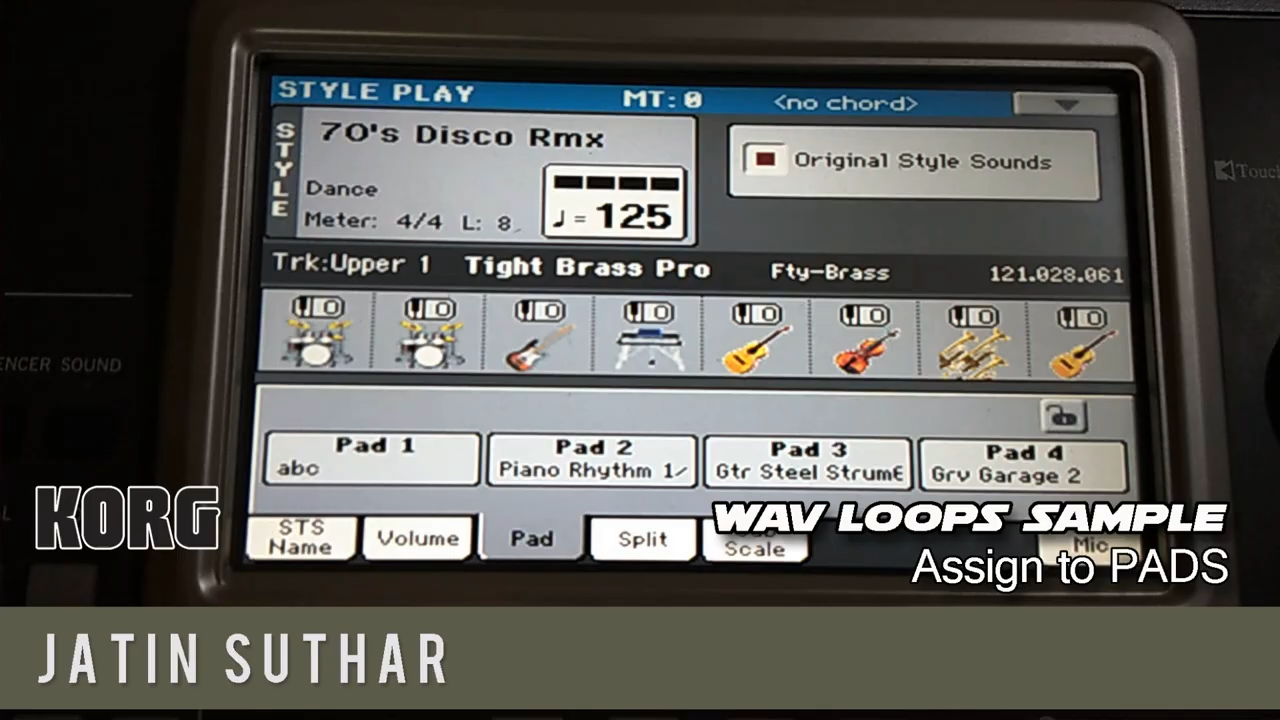 STYLE PLAY MT: 0 <no chord>
STYLE
70's Disco Rmx
Dance
Meter: 4/4 L: 8
♩ = 125
Original Style Sounds
Trk:Upper 1 Tight Brass Pro Fty-Brass 121.028.061
Pad 1
abc
Pad 2
Piano Rhythm 1
Pad 3
Gtr Steel Strum
Pad 4
Grv Garage 2
STS Name
Volume
Pad
Split
Scale
Mic
ENCER SOUND
Touc
KORG
WAV LOOPS SAMPLE
Assign to PADS
JATIN SUTHAR